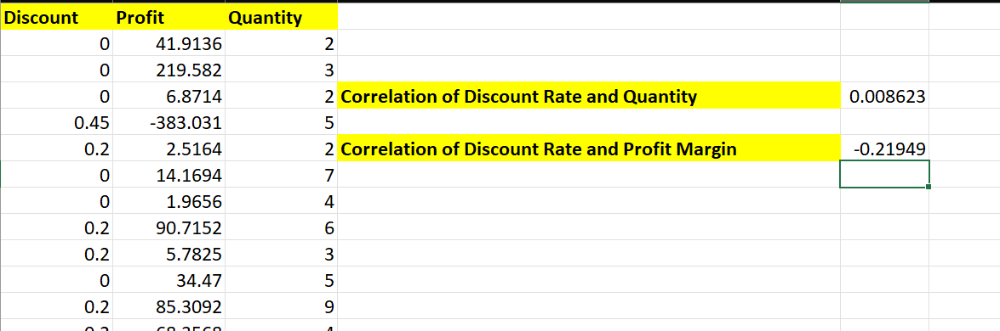 Discount Profit Quantity
0 41.9136 2
0 219.582 3
0 6.8714 2 Correlation of Discount Rate and Quantity 0.008623
0.45 -383.031 5
0.2 2.5164 2 Correlation of Discount Rate and Profit Margin -0.21949
0 14.1694 7
0 1.9656 4
0.2 90.7152 6
0.2 5.7825 3
0 34.47 5
0.2 85.3092 9